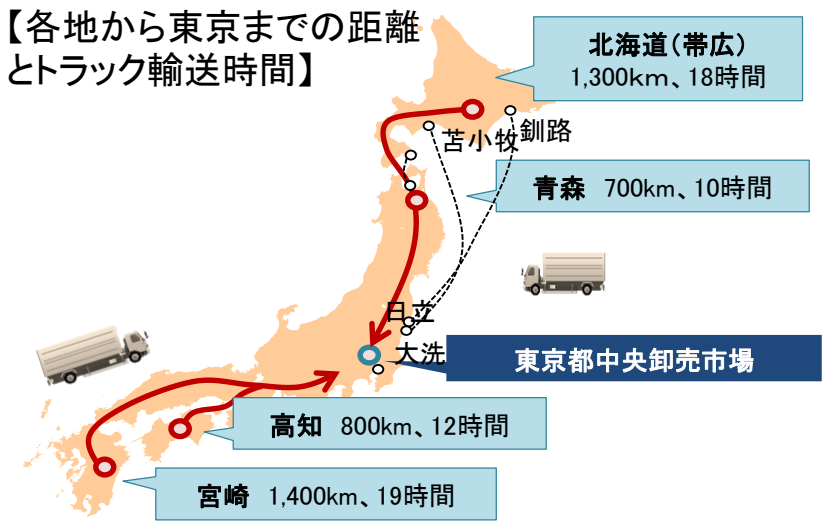 【各地から東京までの距離
とトラック輸送時間】
北海道(帯広)
1,300km、18時間
苫小牧
釧路
青森 700km、10時間
日立
大洗
東京都中央卸売市場
高知 800km、12時間
宮崎 1,400km、19時間